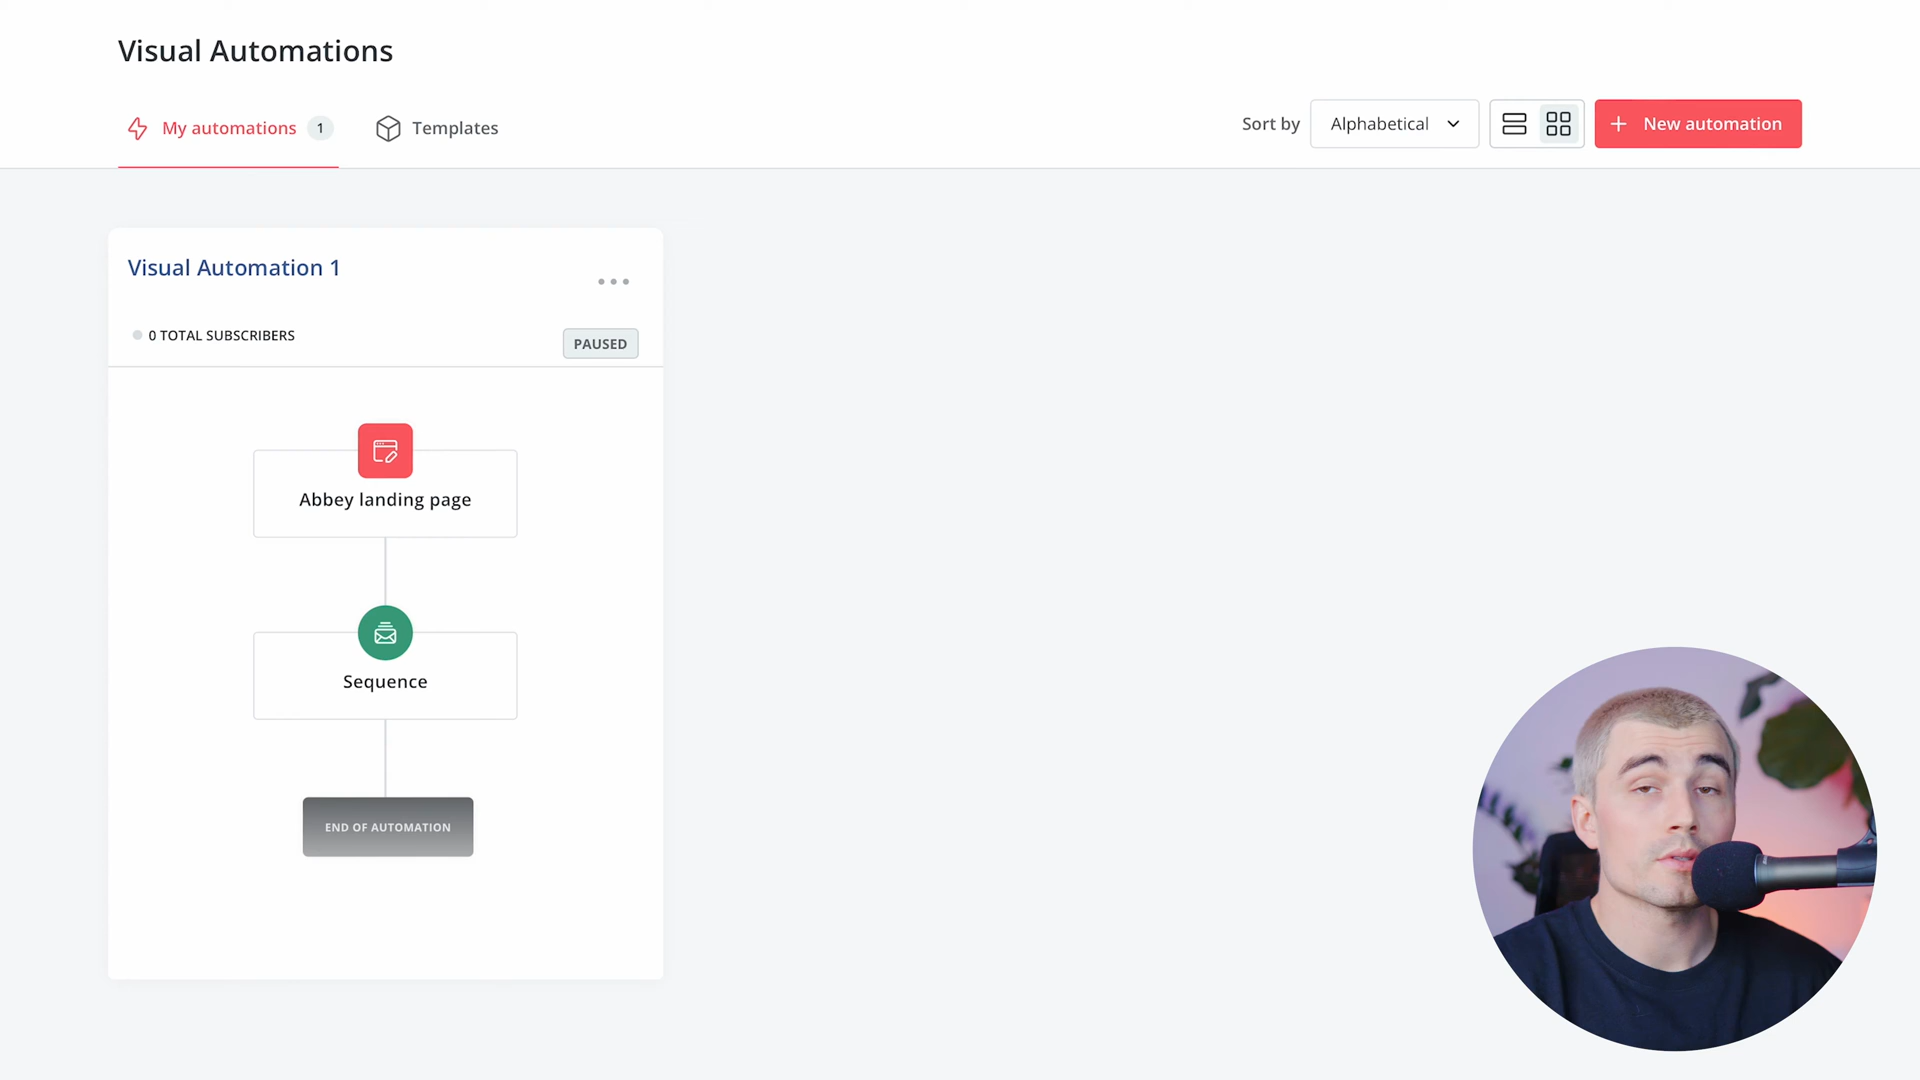 Visual Automations
My automations 1
Templates
Sort by
Alphabetical
New automation
Visual Automation 1
0 TOTAL SUBSCRIBERS
PAUSED
Abbey landing page
Sequence
END OF AUTOMATION